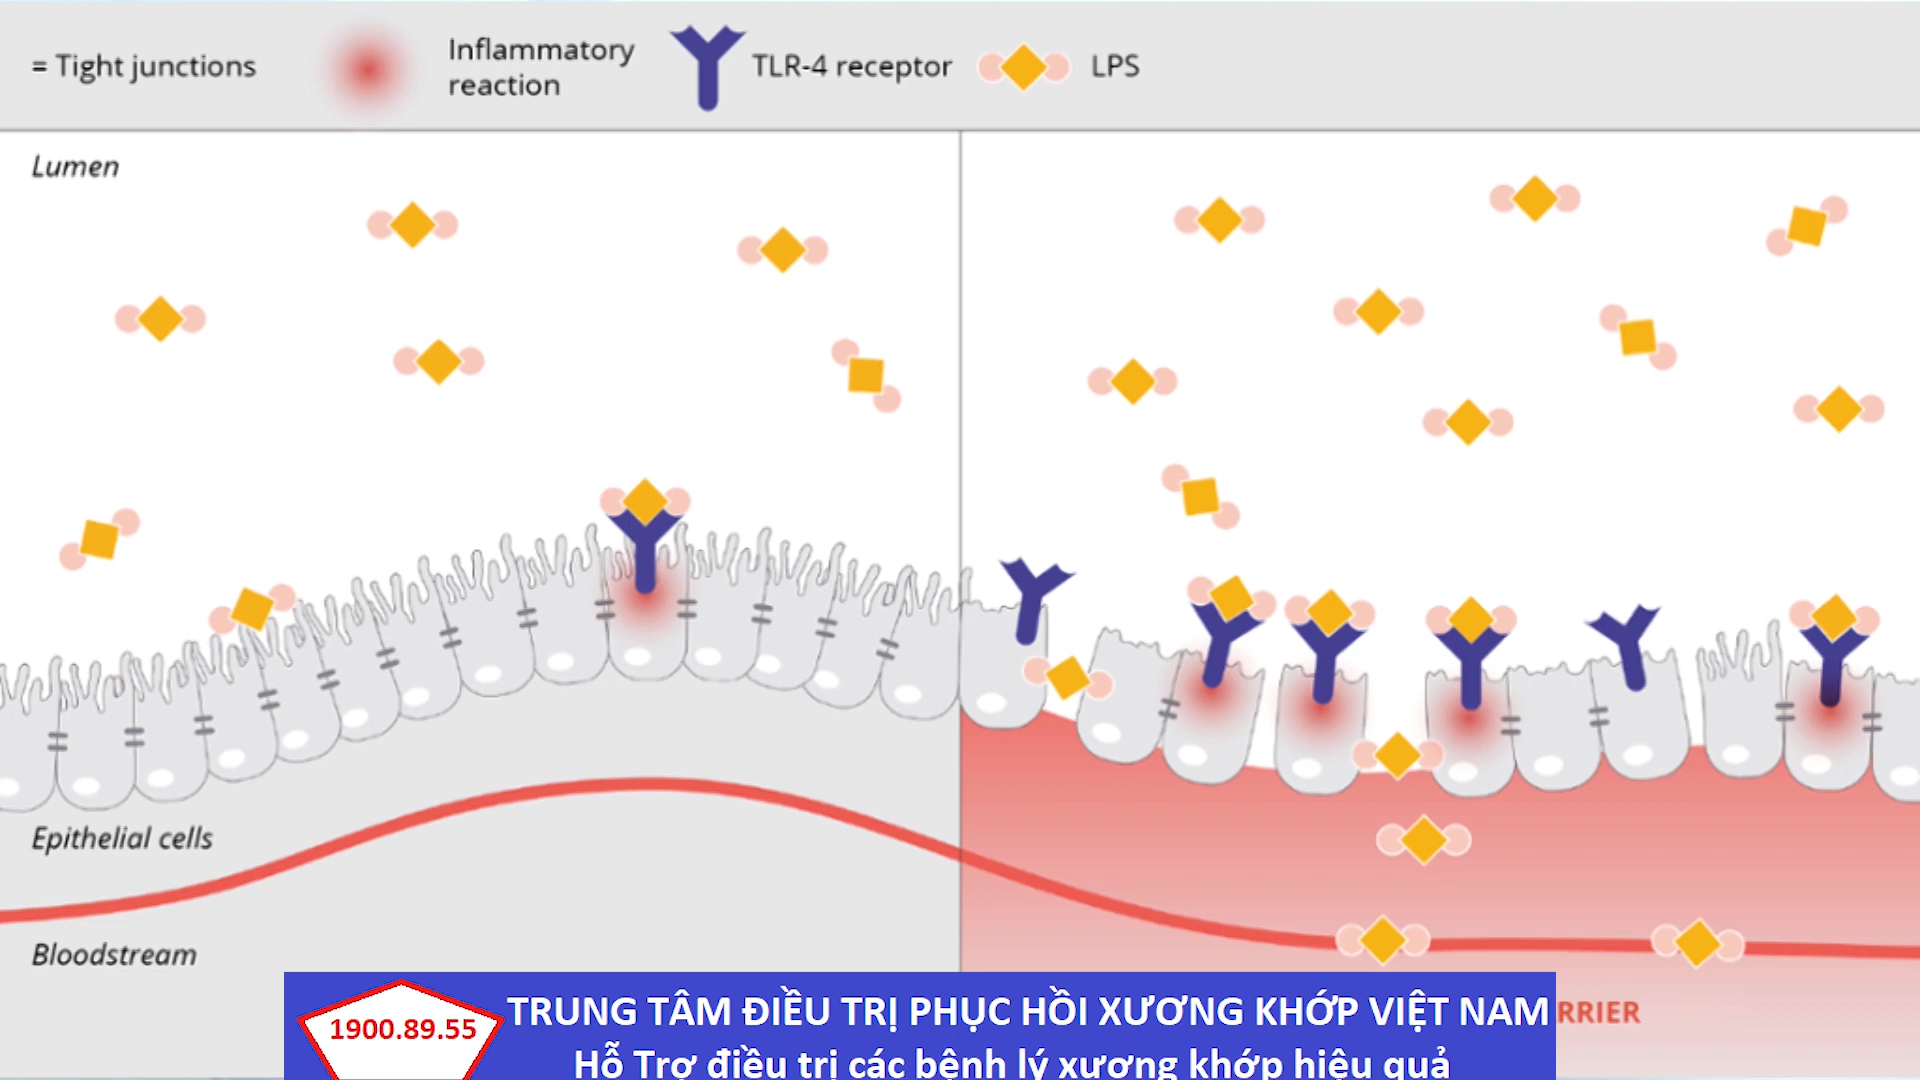 = Tight junctions
Inflammatory
reaction
TLR-4 receptor
LPS
Lumen
Epithelial cells
Bloodstream
RRIER
1900.89.55
TRUNG TÂM ĐIỀU TRỊ PHỤC HỒI XƯƠNG KHỚP VIỆT NAM
Hỗ Trợ điều trị các bệnh lý xương khớp hiệu quả